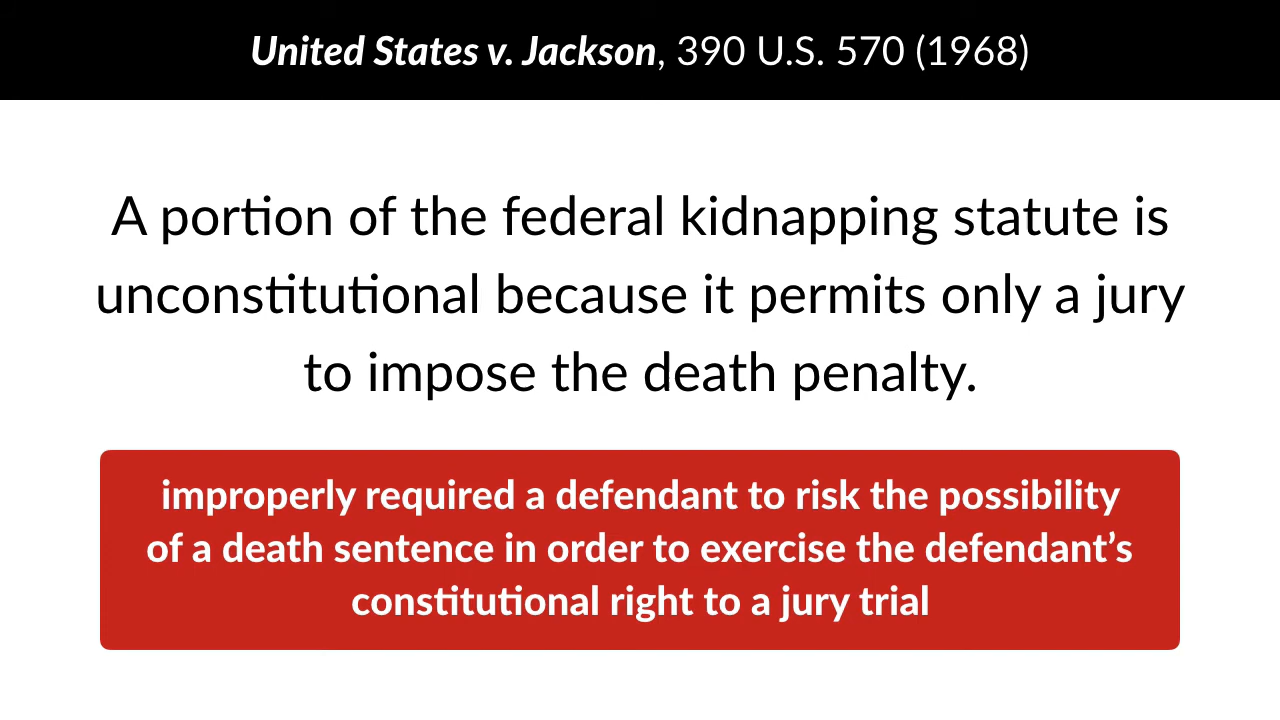 United States v. Jackson, 390 U.S. 570 (1968)
A portion of the federal kidnapping statute is
unconstitutional because it permits only a jury
to impose the death penalty.
improperly required a defendant to risk the possibility
of a death sentence in order to exercise the defendant’s
constitutional right to a jury trial